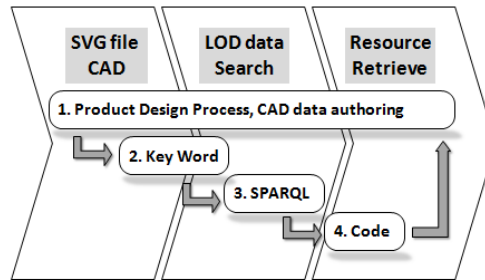 SVG file
CAD
LOD data
Search
Resource
Retrieve
1. Product Design Process, CAD data authoring
2. Key Word
3. SPARQL
4. Code